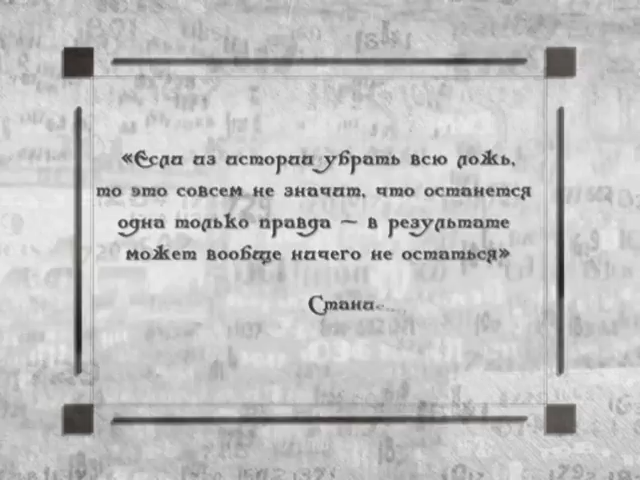 «Если из истории убрать всю ложь,
то это совсем не значит, что останется
одна только правда — в результате
может вообще ничего не остаться»
Стани